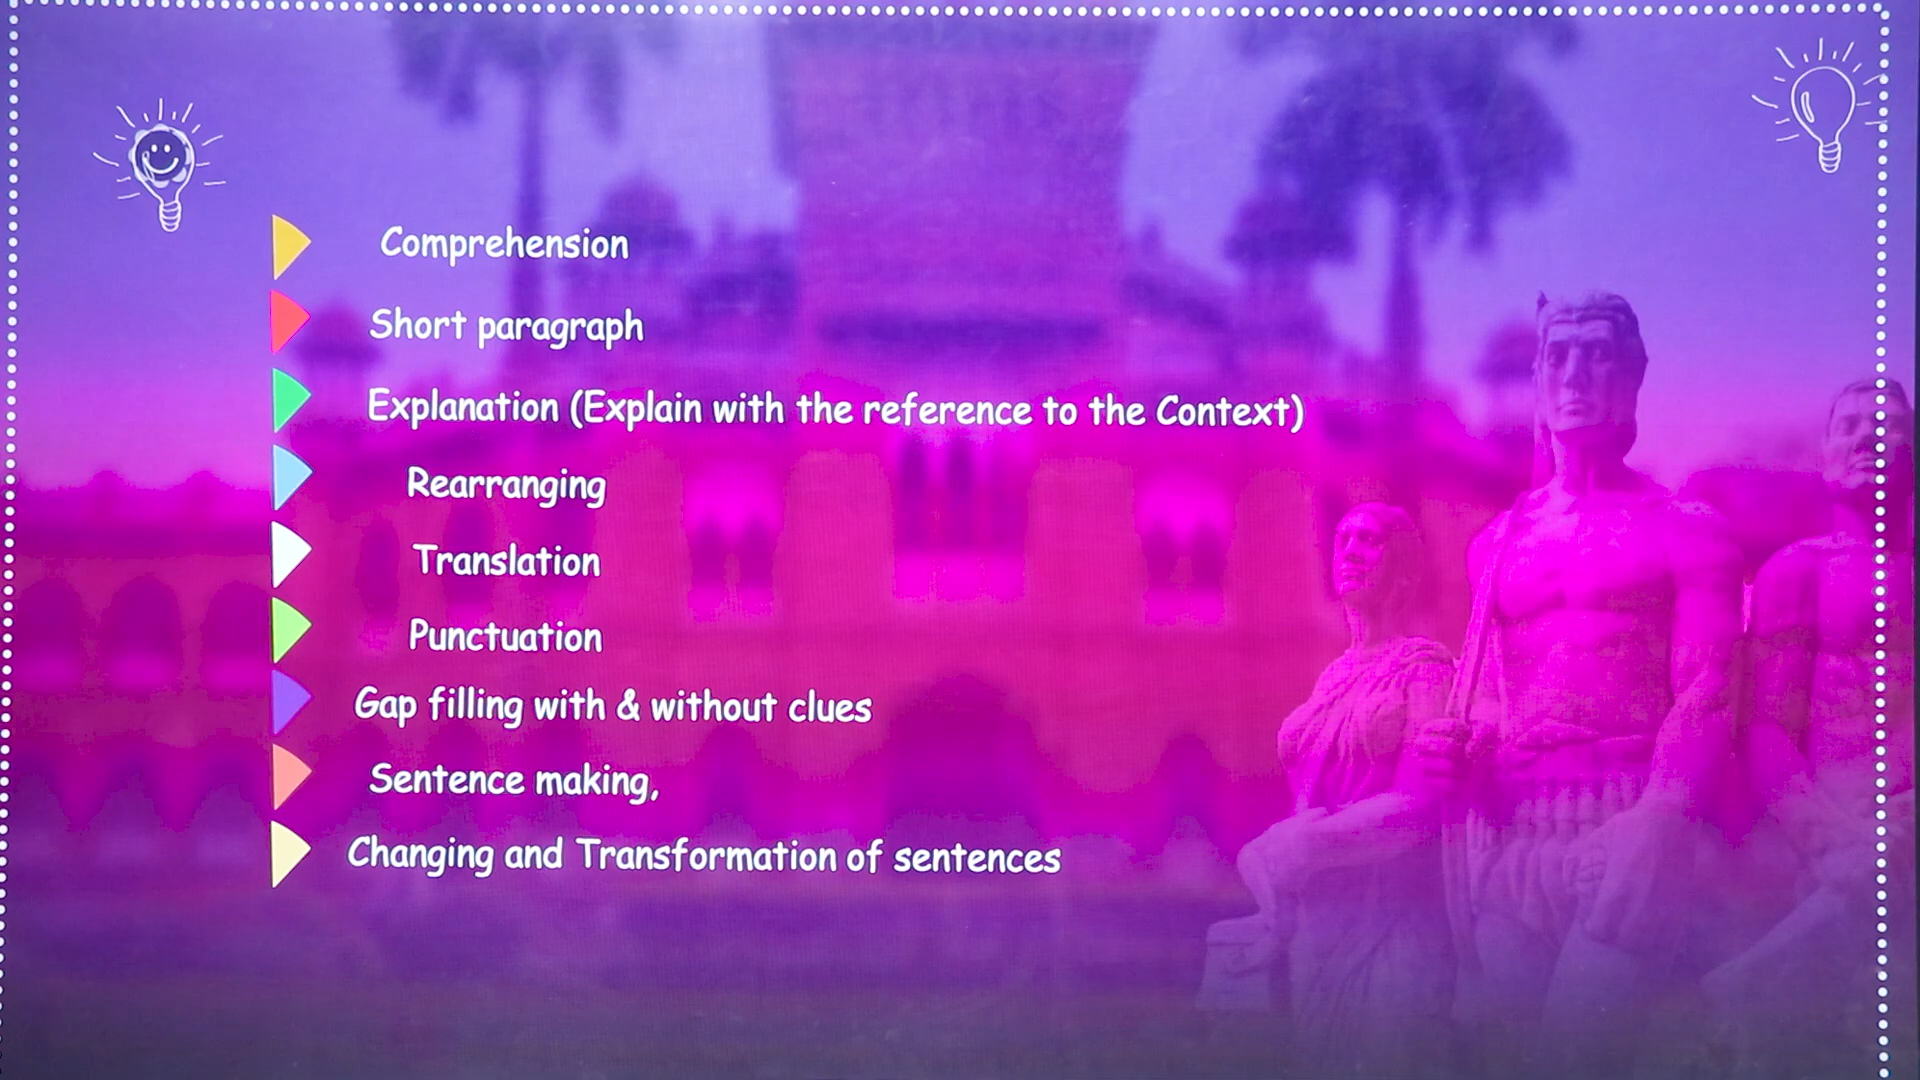 Comprehension
Short paragraph
Explanation (Explain with the reference to the Context)
Rearranging
Translation
Punctuation
Gap filling with & without clues
Sentence making,
Changing and Transformation of sentences